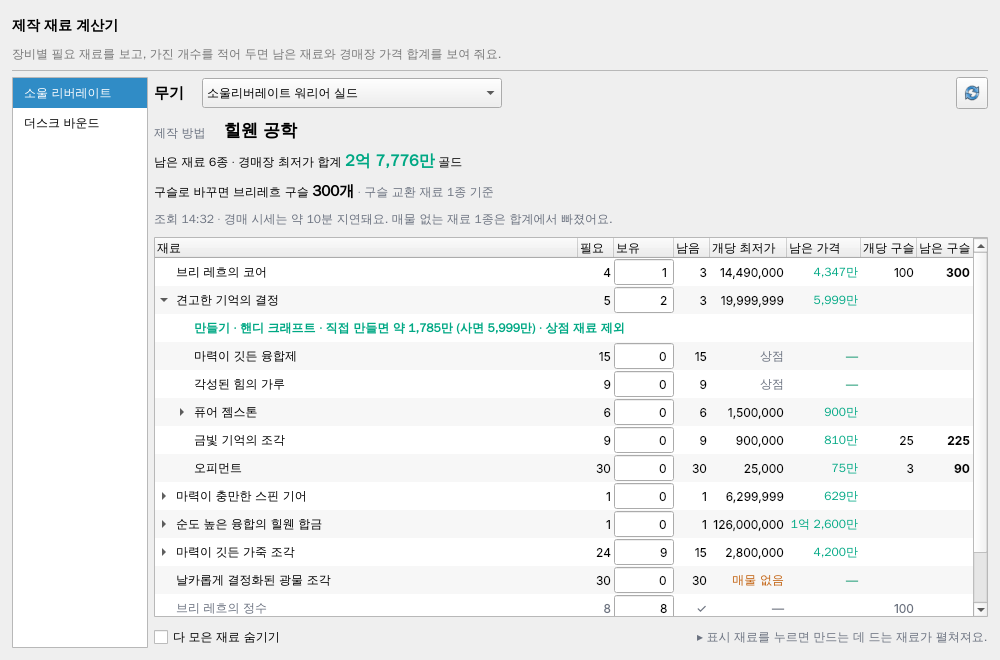 제작 재료 계산기
장비별 필요 재료를 보고, 가진 개수를 적어 두면 남은 재료와 경매장 가격 합계를 보여 줘요.
소울 리버레이트
더스크 바운드
무기 소울리버레이트 워리어 실드
제작 방법 힐웬 공학
남은 재료 6종 · 경매장 최저가 합계 2억 7,776만 골드
구슬로 바꾸면 브리레흐 구슬 300개 · 구슬 교환 재료 1종 기준
조회 14:32 · 경매 시세는 약 10분 지연돼요. 매물 없는 재료 1종은 합계에서 빠졌어요.
재료 필요 보유 남음 개당 최저가 남은 가격 개당 구슬 남은 구슬
브리 레흐의 코어 4 1 3 14,490,000 4,347만 100 300
견고한 기억의 결정 5 2 3 19,999,999 5,999만
만들기 · 핸디 크래프트 · 직접 만들면 약 1,785만 (사면 5,999만) · 상점 재료 제외
마력이 깃든 융합제 15 0 15 상점 —
각성된 힘의 가루 9 0 9 상점 —
퓨어 젬스톤 6 0 6 1,500,000 900만
금빛 기억의 조각 9 0 9 900,000 810만 25 225
오피먼트 30 0 30 25,000 75만 3 90
마력이 충만한 스핀 기어 1 0 1 6,299,999 629만
순도 높은 융합의 힐웬 합금 1 0 1 126,000,000 1억 2,600만
마력이 깃든 가죽 조각 24 9 15 2,800,000 4,200만
날카롭게 결정화된 광물 조각 30 0 30 매물 없음 —
브리 레흐의 정수 8 8 ✓ — 100
다 모은 재료 숨기기
▸ 표시 재료를 누르면 만드는 데 드는 재료가 펼쳐져요.